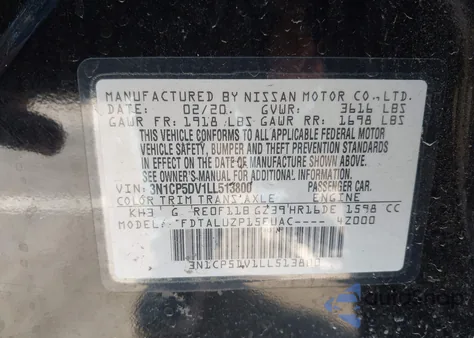 MANUFACTURED BY NISSAN MOTOR CO.,LTD.
DATE: 02/20 GVWR: 3616 LBS
GAWR FR: 1918 LBS GAWR RR: 1698 LBS
THIS VEHICLE CONFORMS TO ALL APPLICABLE FEDERAL MOTOR
VEHICLE SAFETY, BUMPER AND THEFT PREVENTION STANDARDS
IN EFFECT ON THE DATE OF MANUFACTURE SHOWN ABOVE.
SEE OWNER'S-MANUAL FOR ADDITIONAL INFORMATION.
VIN: 3N1CP5DV1LL513800 PASSENGER CAR.
COLOR TRIM TRANS'AXLE ENGINE
KH3 G RE0F11B GZ39 HR16DE 1598 CC
MODEL FDTALUZP15FUAC---- 42000
3N1CP5DV1LL513800
autosnap